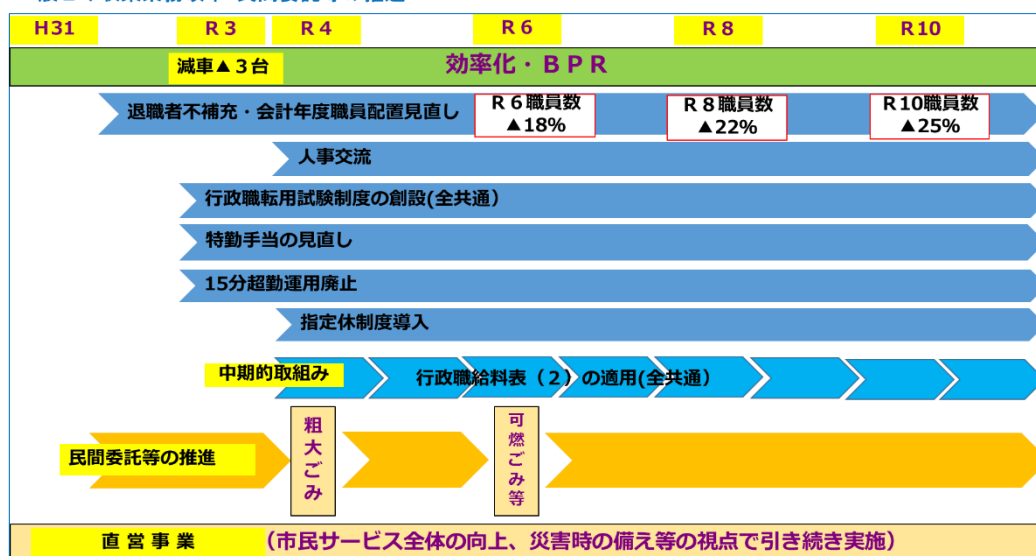 H31 R3 R4 R6 R8 R10
減車▲3台 効率化・BPR
退職者不補充・会計年度職員配置見直し
R6職員数
▲18%
R8職員数
▲22%
R10職員数
▲25%
人事交流
行政職転用試験制度の創設(全共通)
特勤手当の見直し
15分超勤運用廃止
指定休制度導入
中期的取組み 行政職給料表(2)の適用(全共通)
民間委託等の推進
粗大ごみ
可燃ごみ等
直営事業 (市民サービス全体の向上、災害時の備え等の視点で引き続き実施)